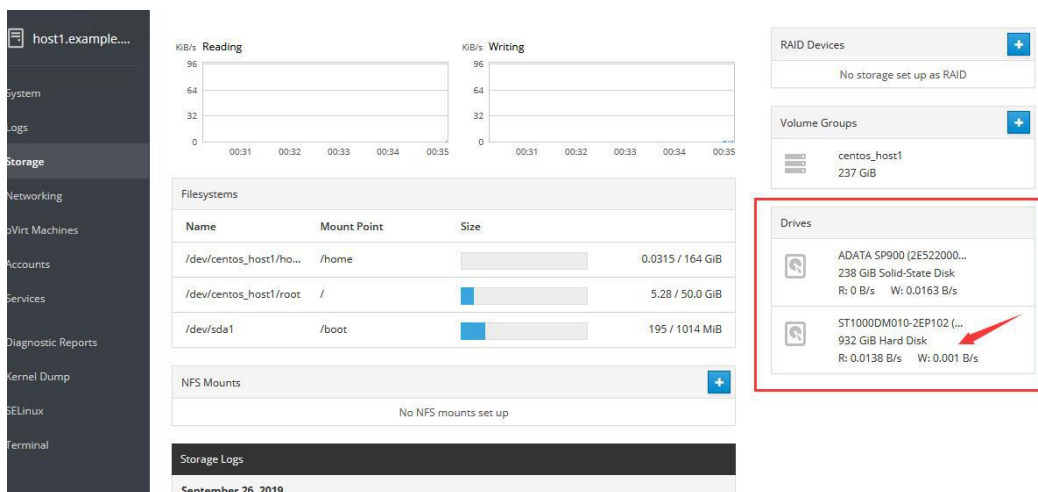 host1.example....
System
Logs
Storage
Networking
oVirt Machines
Accounts
Services
Diagnostic Reports
Kernel Dump
SELinux
Terminal
KiB/s Reading
96
64
32
0
00:31 00:32 00:33 00:34 00:35
KiB/s Writing
96
64
32
0
00:31 00:32 00:33 00:34 00:35
Filesystems
Name Mount Point Size
/dev/centos_host1/ho... /home 0.0315 / 164 GiB
/dev/centos_host1/root / 5.28 / 50.0 GiB
/dev/sda1 /boot 195 / 1014 MiB
NFS Mounts +
No NFS mounts set up
Storage Logs
September 26, 2019
RAID Devices +
No storage set up as RAID
Volume Groups +
centos_host1
237 GiB
Drives
ADATA SP900 (2E522000...
238 GiB Solid-State Disk
R: 0 B/s W: 0.0163 B/s
ST1000DM010-2EP102 (...
932 GiB Hard Disk
R: 0.0138 B/s W: 0.001 B/s